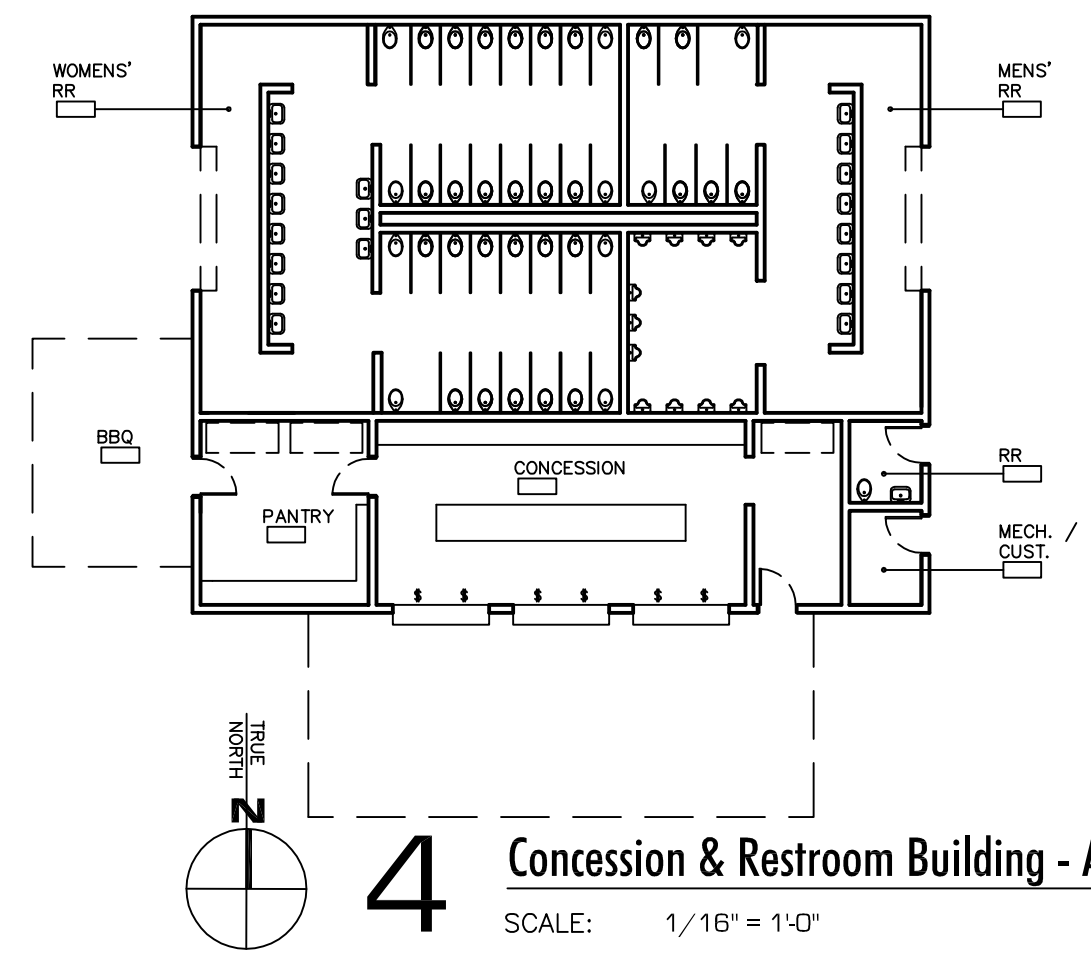 WOMENS'
RR
MENS'
RR
BBQ
CONCESSION
PANTRY
RR
MECH. /
CUST.
$ $ $ $ $ $
TRUE
NORTH
N
4
Concession & Restroom Building - A
SCALE: 1/16" = 1'-0"